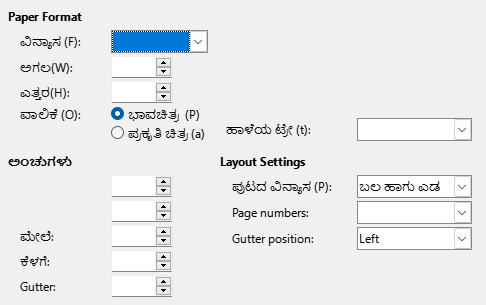 Paper Format
ವಿನ್ಯಾಸ (F):
ಅಗಲ(W):
ಎತ್ತರ(H):
ವಾಲಿಕೆ (O):
ಭಾವಚಿತ್ರ (P)
ಪ್ರಕೃತಿ ಚಿತ್ರ (a)
ಹಾಳೆಯ ಟ್ರೇ (t):
ಅಂಚುಗಳು
ಮೇಲೆ:
ಕೆಳಗೆ:
Gutter:
Layout Settings
ಪುಟದ ವಿನ್ಯಾಸ (P):
ಬಲ ಹಾಗು ಎಡ
Page numbers:
Gutter position:
Left